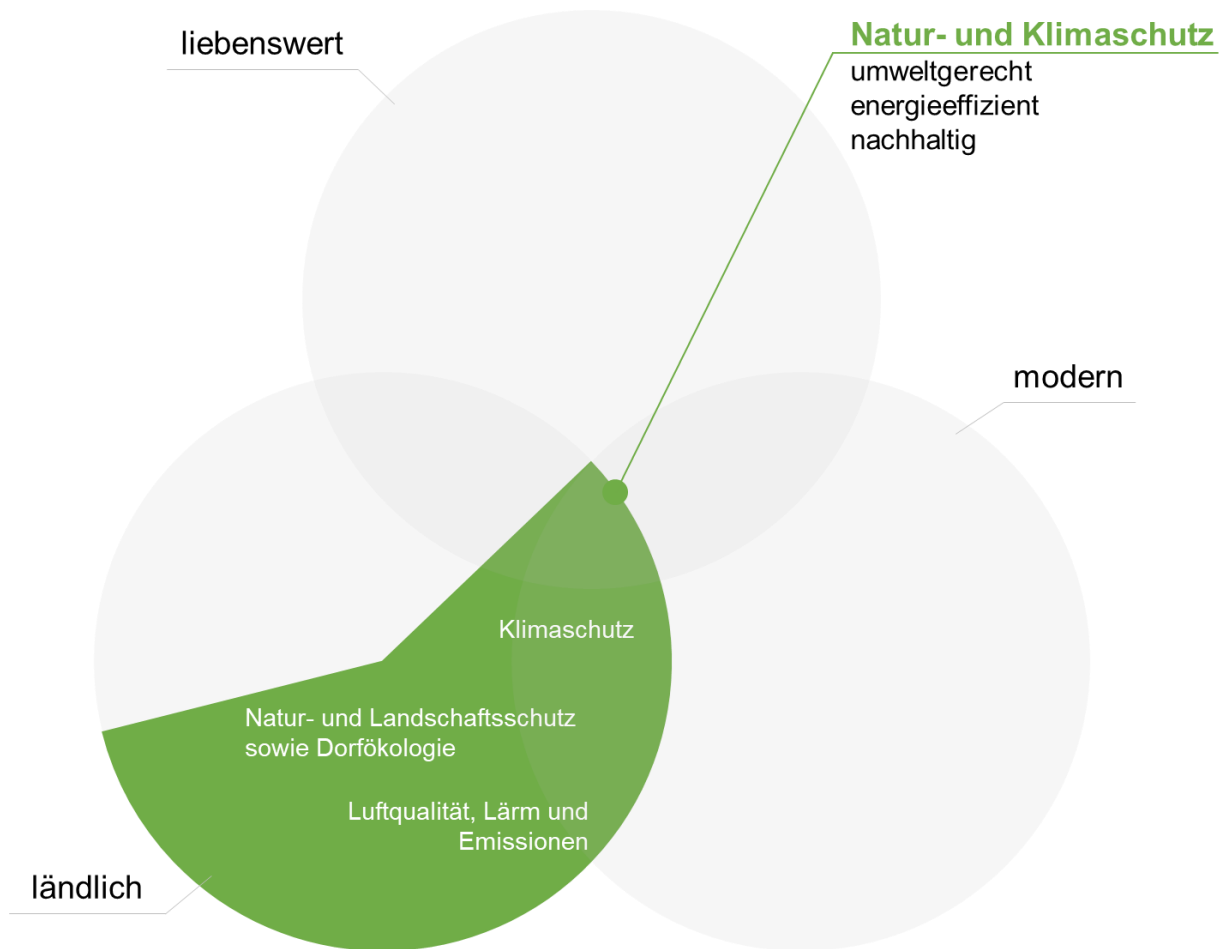 liebenswert
Natur- und Klimaschutz
umweltgerecht
energieeffizient
nachhaltig
modern
Klimaschutz
Natur- und Landschaftsschutz
sowie Dorfökologie
Luftqualität, Lärm und
Emissionen
ländlich